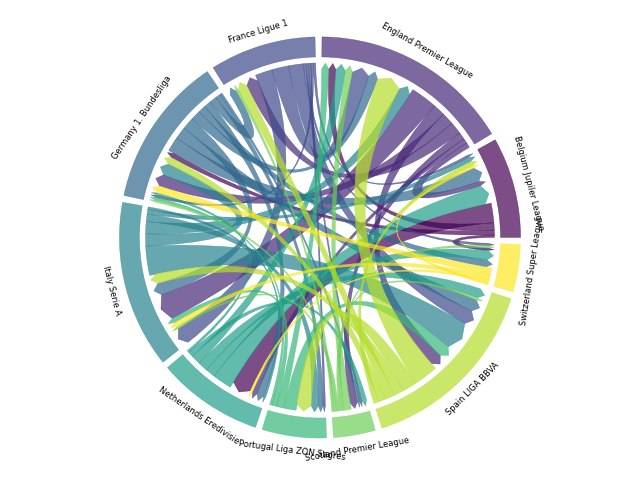 France Ligue 1
England Premier League
Germany 1. Bundesliga
Belgium Jupiler League
Switzerland Super League
Italy Serie A
Spain LIGA BBVA
Netherlands Eredivisie
Portugal Liga ZON Sagres
Scotland Premier League